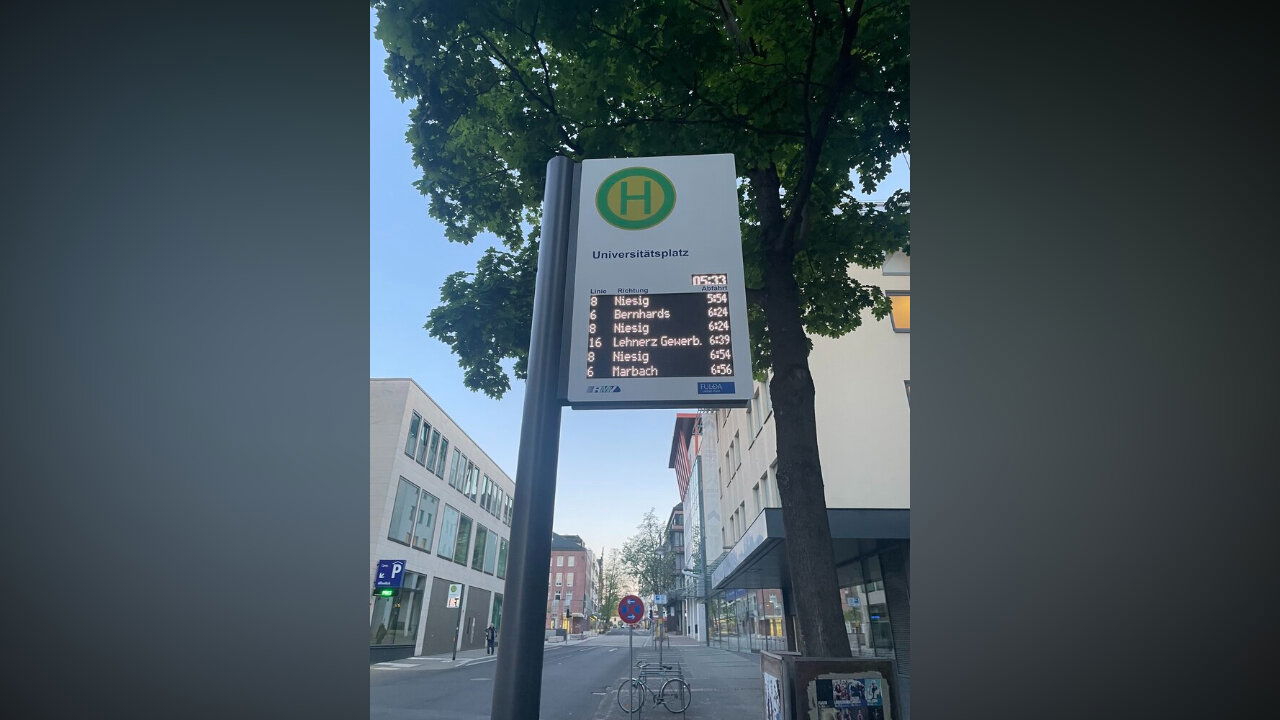 H
Universitätsplatz
05:33
Linie Richtung Abfahrt
8 Niesig 5:54
6 Bernhards 6:24
8 Niesig 6:24
16 Lehnerz Gewerb. 6:39
8 Niesig 6:54
6 Marbach 6:56
RMV FULDA
P